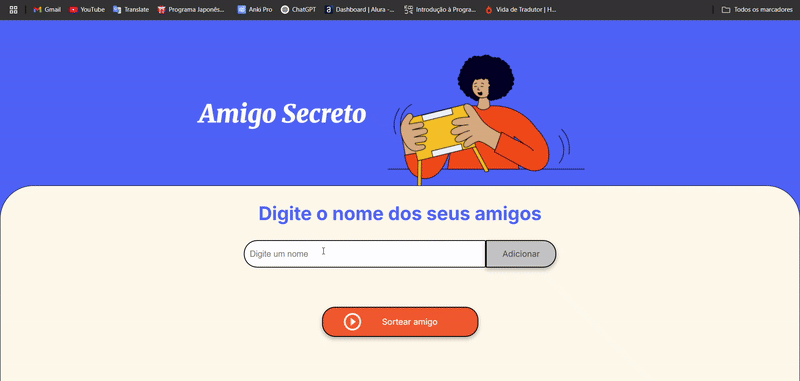 Gmail YouTube Translate Programa Japonês... Anki Pro ChatGPT Dashboard | Alura -... Introdução à Progra... Vida de Tradutor | H... Todos os marcadores
Amigo Secreto
Digite o nome dos seus amigos
Digite um nome Adicionar
Sortear amigo